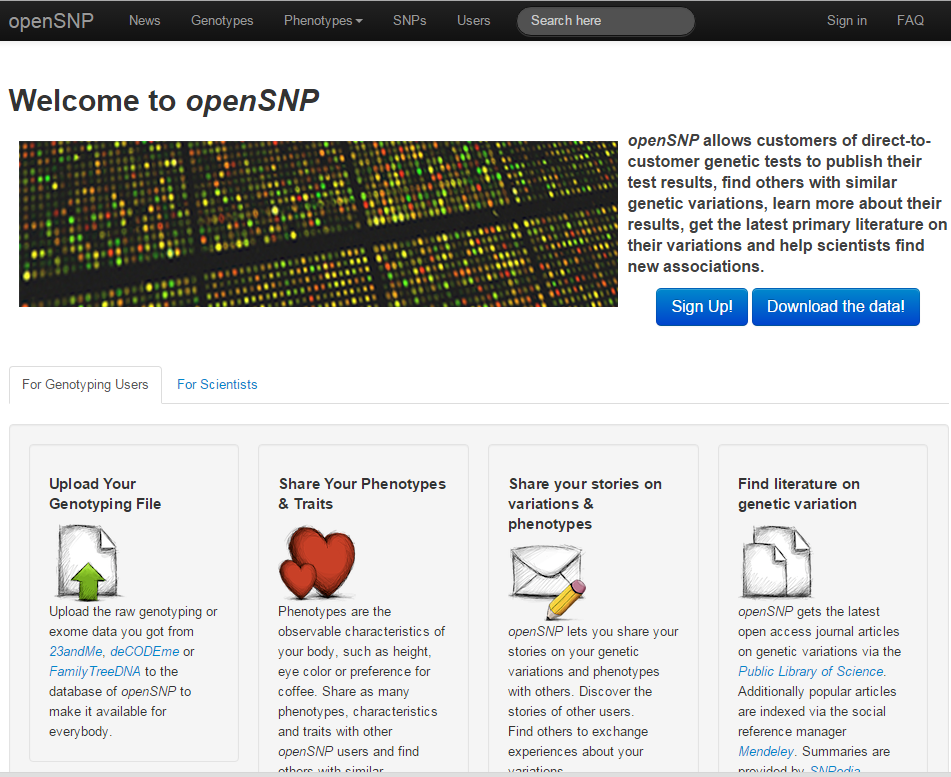 openSNP News Genotypes Phenotypes SNPs Users Search here Sign in FAQ
Welcome to openSNP
openSNP allows customers of direct-to-
customer genetic tests to publish their
test results, find others with similar
genetic variations, learn more about their
results, get the latest primary literature on
their variations and help scientists find
new associations.
Sign Up! Download the data!
For Genotyping Users For Scientists
Upload Your
Genotyping File
Upload the raw genotyping or
exome data you got from
23andMe, deCODEme or
FamilyTreeDNA to the
database of openSNP to
make it available for
everybody.
Share Your Phenotypes
& Traits
Phenotypes are the
observable characteristics of
your body, such as height,
eye color or preference for
coffee. Share as many
phenotypes, characteristics
and traits with other
openSNP users and find
others with similar
Share your stories on
variations &
phenotypes
openSNP lets you share your
stories on your genetic
variations and phenotypes
with others. Discover the
stories of other users.
Find others to exchange
experiences about your
variations.
Find literature on
genetic variation
openSNP gets the latest
open access journal articles
on genetic variations via the
Public Library of Science.
Additionally popular articles
are indexed via the social
reference manager
Mendeley. Summaries are
provided by SNPedia